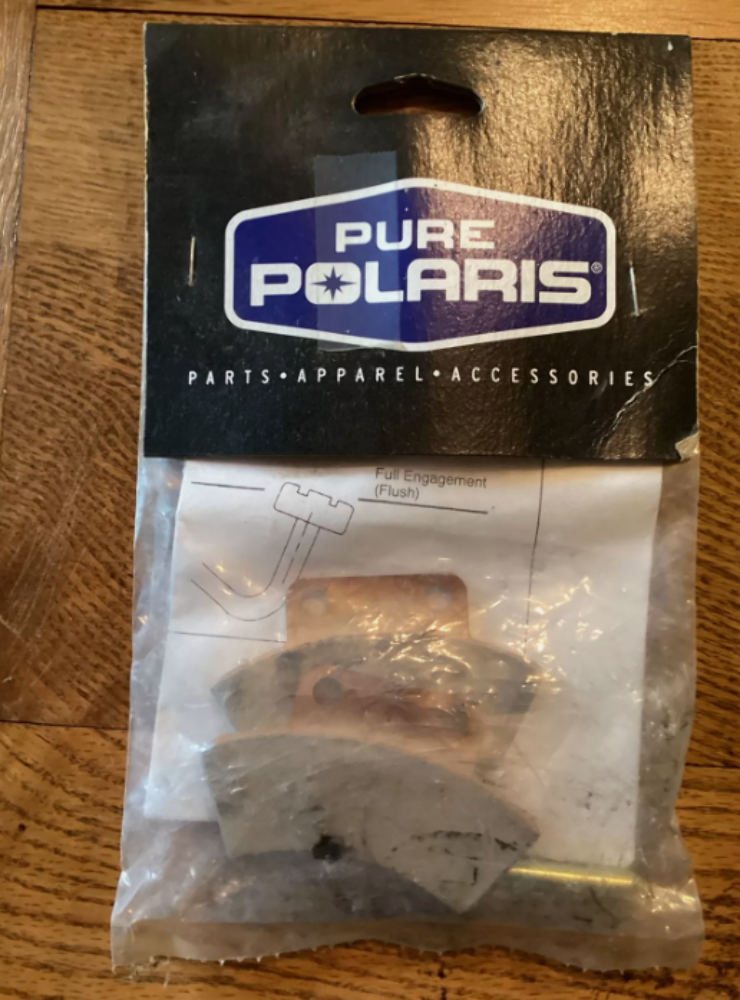 PURE
POLARIS®
PARTS•APPAREL•ACCESSORIES
Full Engagement
(Flush)